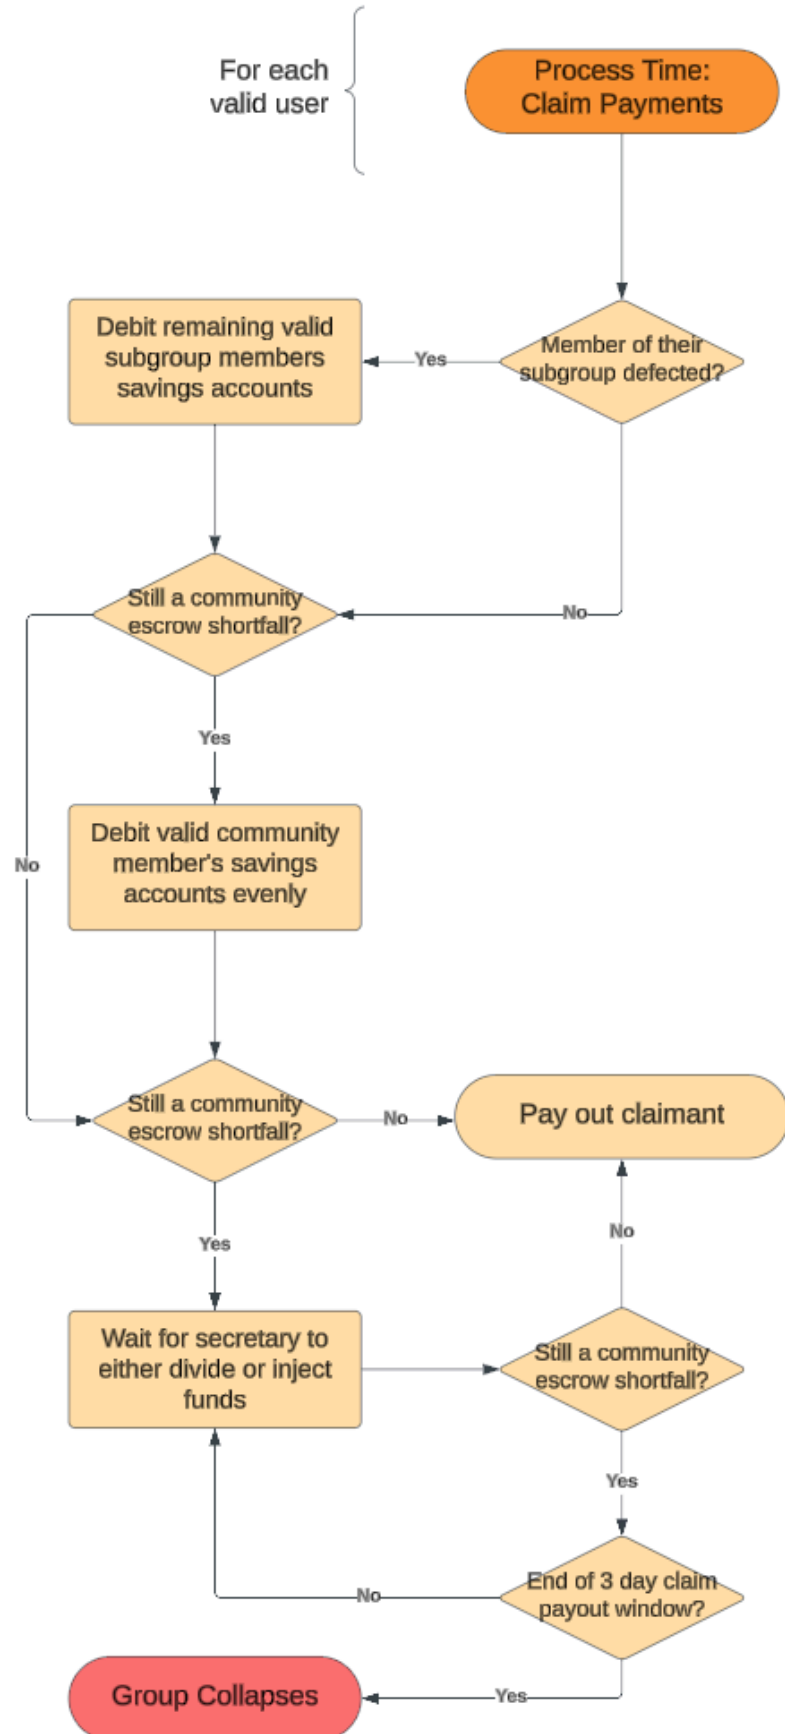 For each
valid user
Process Time:
Claim Payments
Member of their
subgroup defected?
Yes
Debit remaining valid
subgroup members
savings accounts
No
Still a community
escrow shortfall?
Yes
No
Debit valid community
member's savings
accounts evenly
Still a community
escrow shortfall?
No
Pay out claimant
Yes
No
Wait for secretary to
either divide or inject
funds
Still a community
escrow shortfall?
Yes
End of 3 day claim
payout window?
No
Yes
Group Collapses